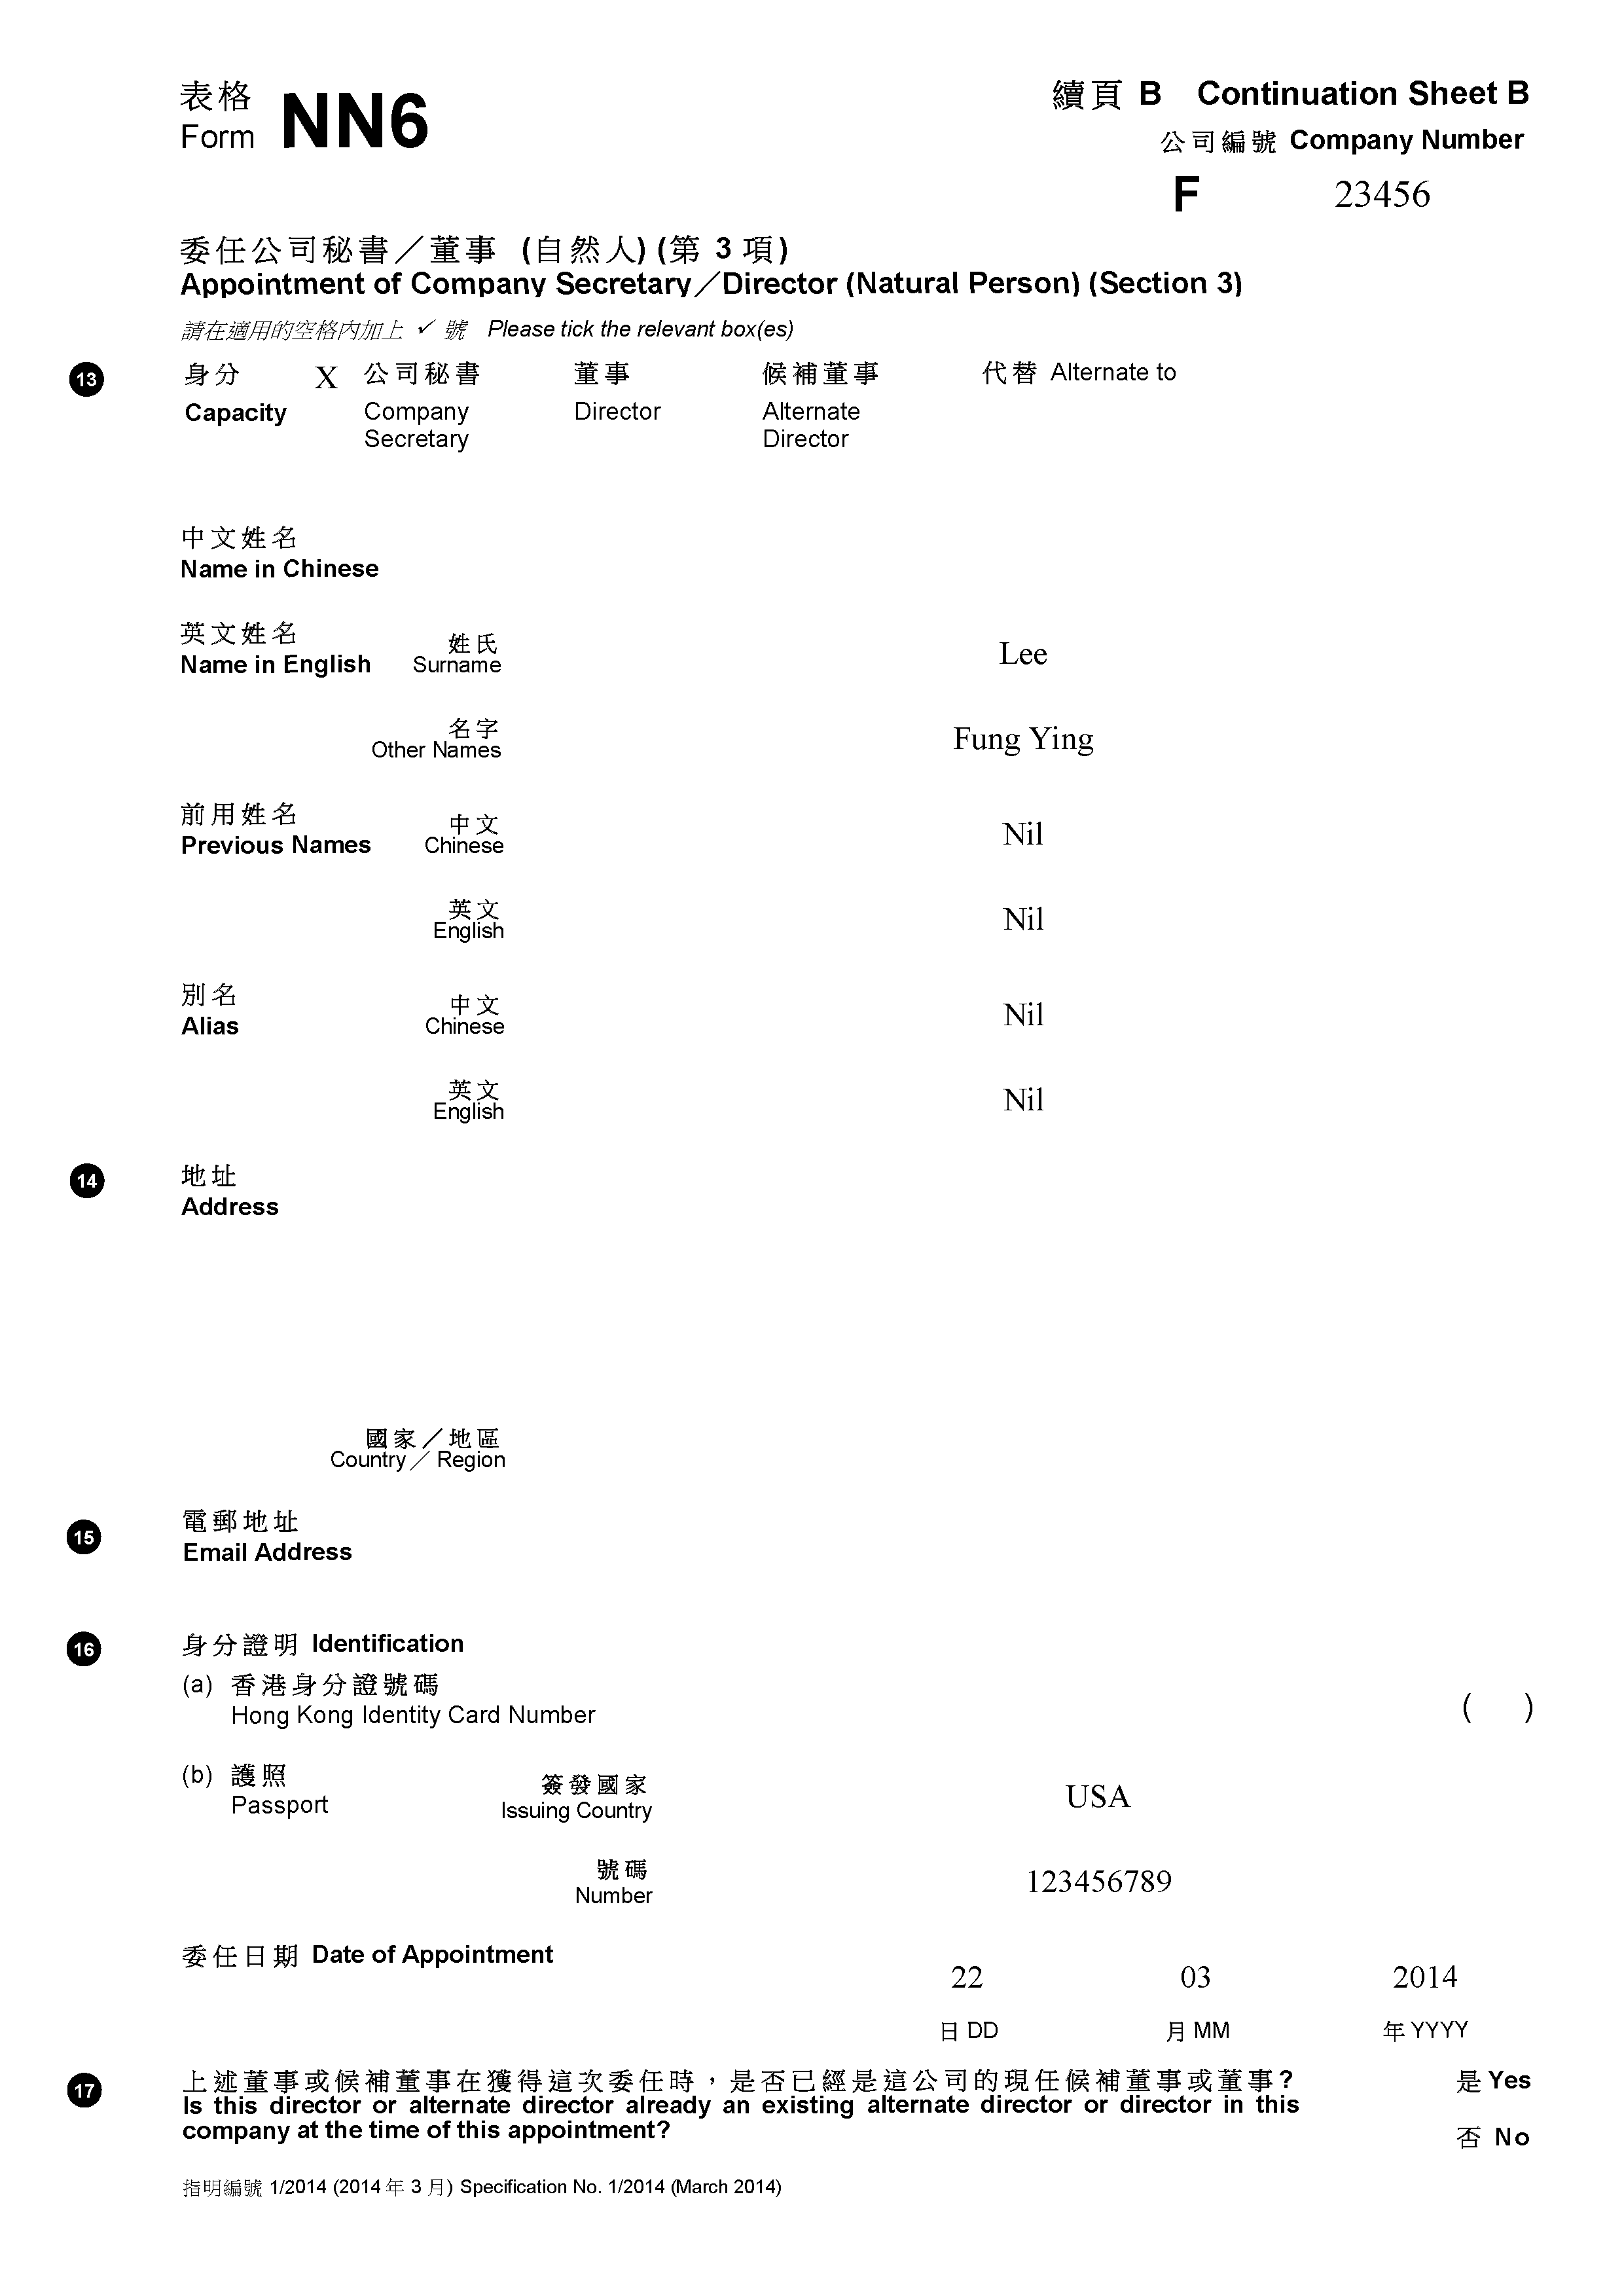 表格
Form NN6
續頁 B Continuation Sheet B
公司編號 Company Number
F 23456
委任公司秘書／董事 (自然人) (第 3 項)
Appointment of Company Secretary／Director (Natural Person) (Section 3)
請在適用的空格內加上 ✓ 號 Please tick the relevant box(es)
13 身分 X 公司秘書 董事 候補董事 代替 Alternate to
Capacity Company Director Alternate
Secretary Director
中文姓名
Name in Chinese
英文姓名 姓氏
Name in English Surname Lee
名字
Other Names Fung Ying
前用姓名 中文
Previous Names Chinese Nil
英文
English Nil
別名 中文
Alias Chinese Nil
英文
English Nil
14 地址
Address
國家／地區
Country／Region
15 電郵地址
Email Address
16 身分證明 Identification
(a) 香港身分證號碼
Hong Kong Identity Card Number ( )
(b) 護照 簽發國家
Passport Issuing Country USA
號碼
Number 123456789
委任日期 Date of Appointment
22 03 2014
日 DD 月 MM 年 YYYY
17 上述董事或候補董事在獲得這次委任時，是否已經是這公司的現任候補董事或董事? 是 Yes
Is this director or alternate director already an existing alternate director or director in this
company at the time of this appointment? 否 No
指明編號 1/2014 (2014 年 3 月) Specification No. 1/2014 (March 2014)